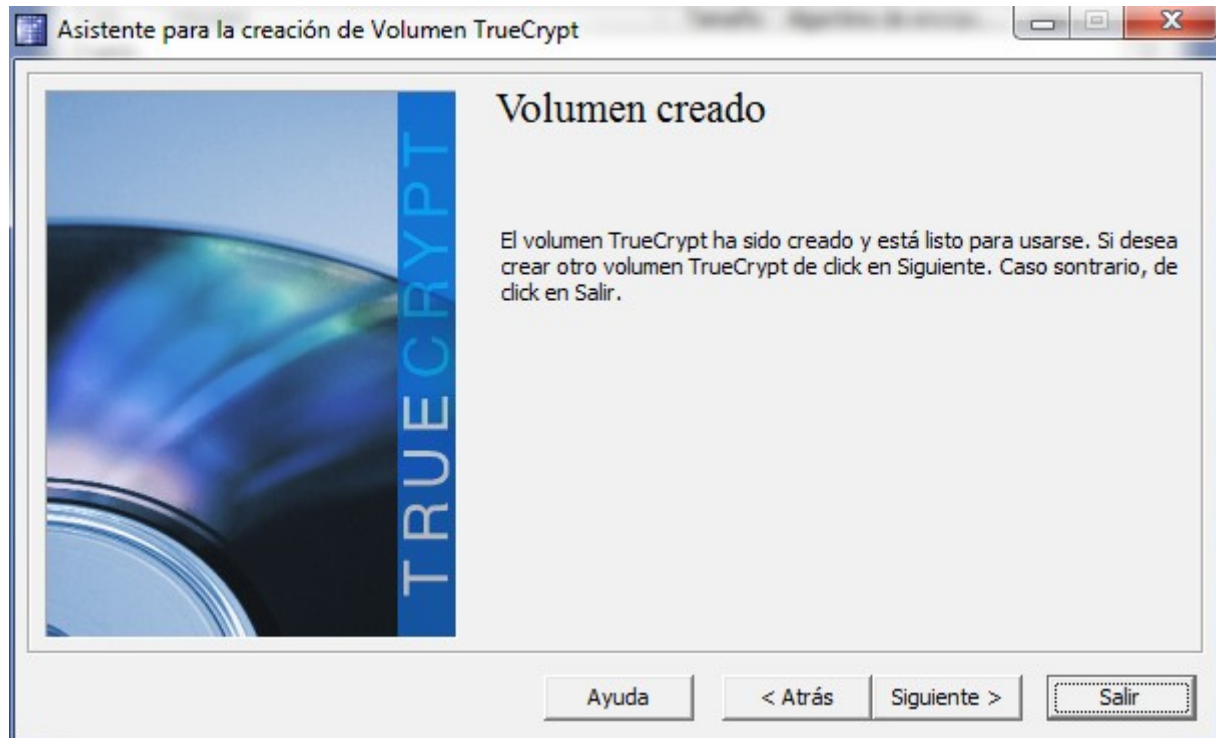 Asistente para la creación de Volumen TrueCrypt
TRUECRYPT
Volumen creado
El volumen TrueCrypt ha sido creado y está listo para usarse. Si desea
crear otro volumen TrueCrypt de click en Siguiente. Caso sontrario, de
click en Salir.
Ayuda
< Atrás
Siguiente >
Salir